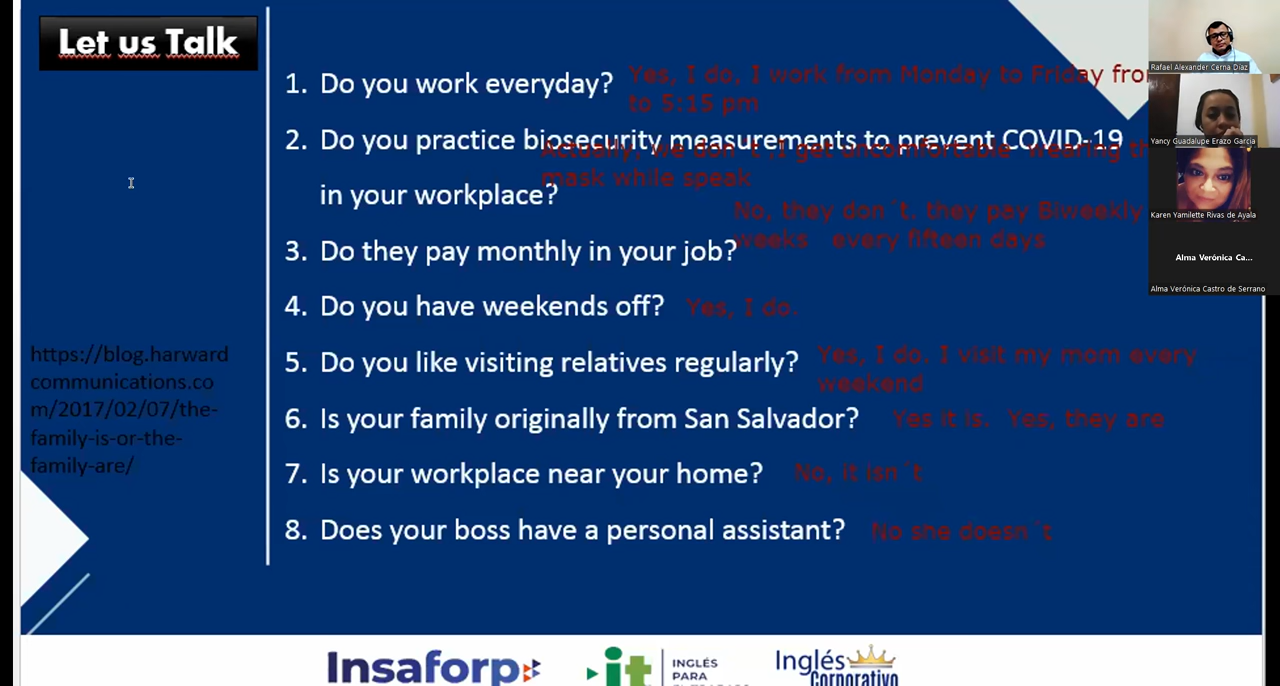 Let us Talk
1. Do you work everyday?
Yes, I do. I work from Monday to Friday
to 5:15 pm
2. Do you practice biosecurity measurements to prevent COVID-19
Actually, we don´t ,I get uncomfortable wearing
mask while speak
in your workplace?
No, they don´t. they pay Biweekly
weeks every fifteen days
3. Do they pay monthly in your job?
4. Do you have weekends off? Yes, I do.
5. Do you like visiting relatives regularly? Yes, I do. I visit my mom every
weekend
6. Is your family originally from San Salvador? Yes it is. Yes, they are
7. Is your workplace near your home? No, it isn´t
8. Does your boss have a personal assistant? No she doesn´t
https://blog.harward
communications.co
m/2017/02/07/the-
family-is-or-the-
family-are/
Rafael Alexander Cerna Diaz
Yancy Guadalupe Erazo Garcia
Karen Yamilette Rivas de Ayala
Alma Verónica Ca...
Alma Verónica Castro de Serrano
Insaforp
it
INGLÉS
PARA
Inglés
Corporativo